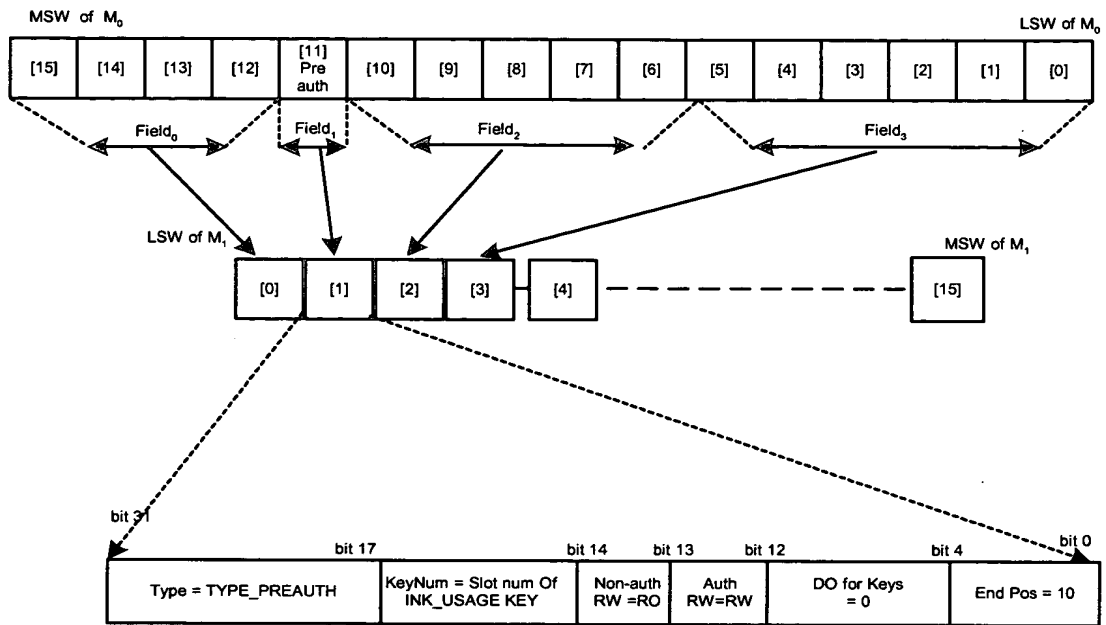 MSW of M0
LSW of M0
[15] [14] [13] [12] [11] [10] [9] [8] [7] [6] [5] [4] [3] [2] [1] [0]
Pre
auth
Field0 Field1 Field2 Field3
LSW of M1
MSW of M1
[0] [1] [2] [3] [4] [15]
bit 31
bit 17 bit 14 bit 13 bit 12 bit 4 bit 0
Type = TYPE_PREAUTH
KeyNum = Slot num Of
INK_USAGE KEY
Non-auth
RW =RO
Auth
RW=RW
DO for Keys
= 0
End Pos = 10